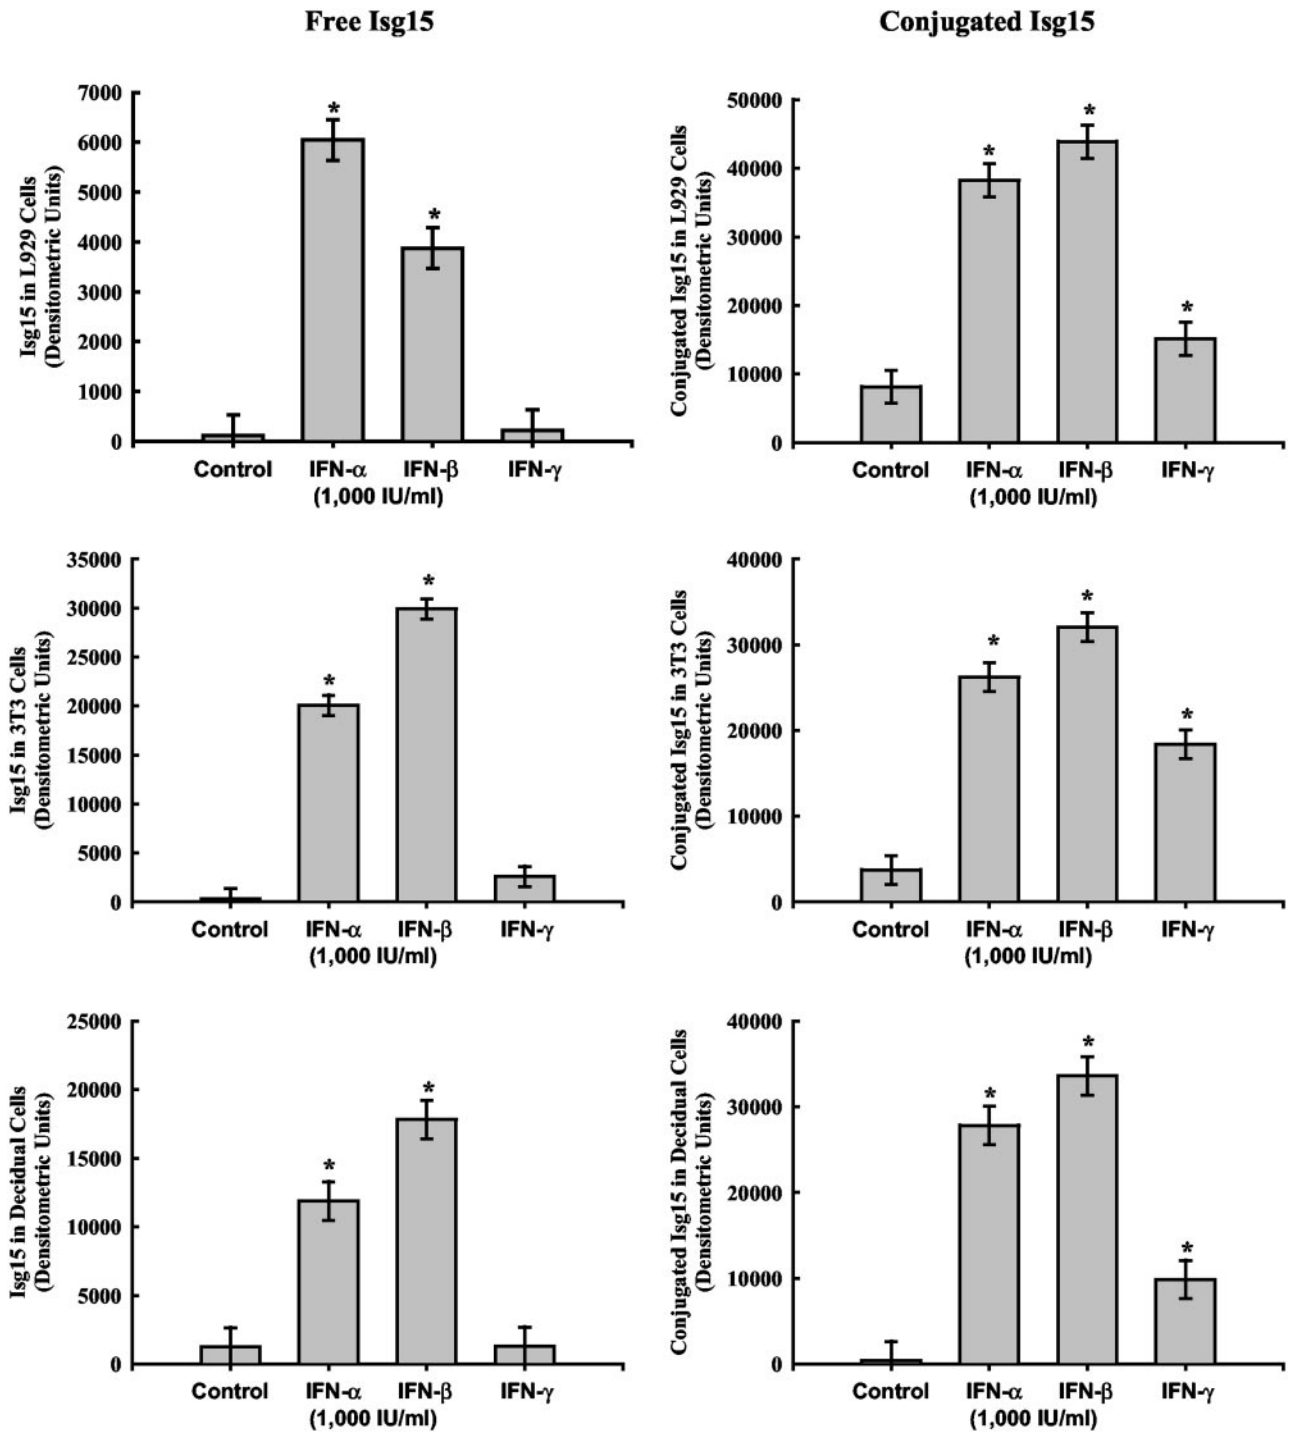 Free Isg15
Conjugated Isg15
Isg15 in L929 Cells
(Densitometric Units)
7000
6000
5000
4000
3000
2000
1000
0
*
*
Control
IFN-α
IFN-β
IFN-γ
(1,000 IU/ml)
Conjugated Isg15 in L929 Cells
(Densitometric Units)
50000
40000
30000
20000
10000
0
*
*
*
Control
IFN-α
IFN-β
IFN-γ
(1,000 IU/ml)
Isg15 in 3T3 Cells
(Densitometric Units)
35000
30000
25000
20000
15000
10000
5000
0
*
*
Control
IFN-α
IFN-β
IFN-γ
(1,000 IU/ml)
Conjugated Isg15 in 3T3 Cells
(Densitometric Units)
40000
30000
20000
10000
0
*
*
*
Control
IFN-α
IFN-β
IFN-γ
(1,000 IU/ml)
Isg15 in Decidual Cells
(Densitometric Units)
25000
20000
15000
10000
5000
0
*
*
Control
IFN-α
IFN-β
IFN-γ
(1,000 IU/ml)
Conjugated Isg15 in Decidual Cells
(Densitometric Units)
40000
30000
20000
10000
0
*
*
*
Control
IFN-α
IFN-β
IFN-γ
(1,000 IU/ml)